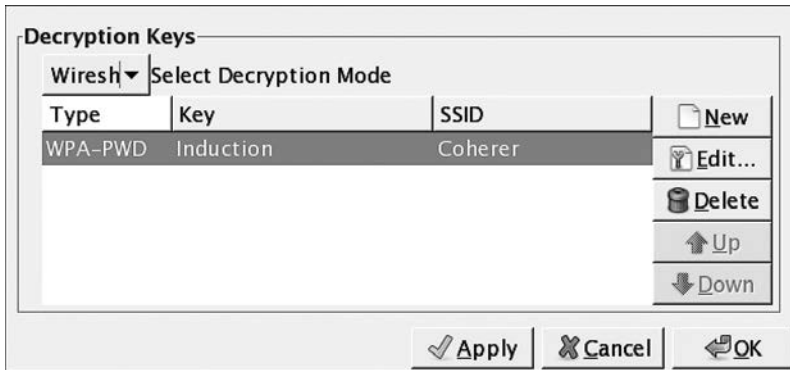 Decryption Keys
Wiresh Select Decryption Mode
Type Key SSID
WPA-PWD Induction Coherer
New
Edit...
Delete
Up
Down
Apply Cancel OK